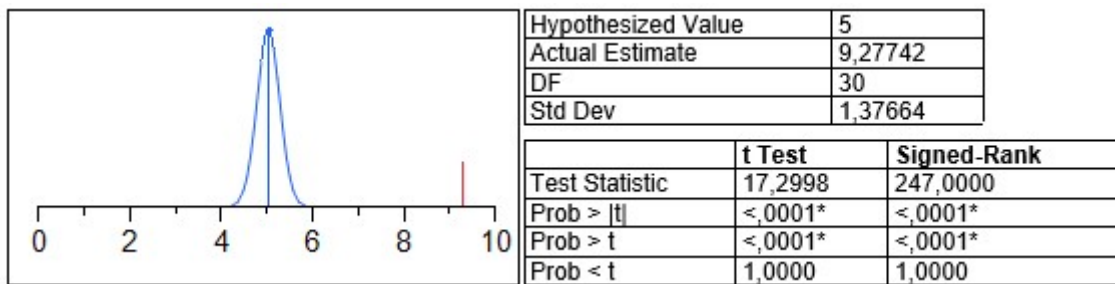 0 2 4 6 8 10
Hypothesized Value 5
Actual Estimate 9,27742
DF 30
Std Dev 1,37664
t Test Signed-Rank
Test Statistic 17,2998 247,0000
Prob > |t| <,0001* <,0001*
Prob > t <,0001* <,0001*
Prob < t 1,0000 1,0000